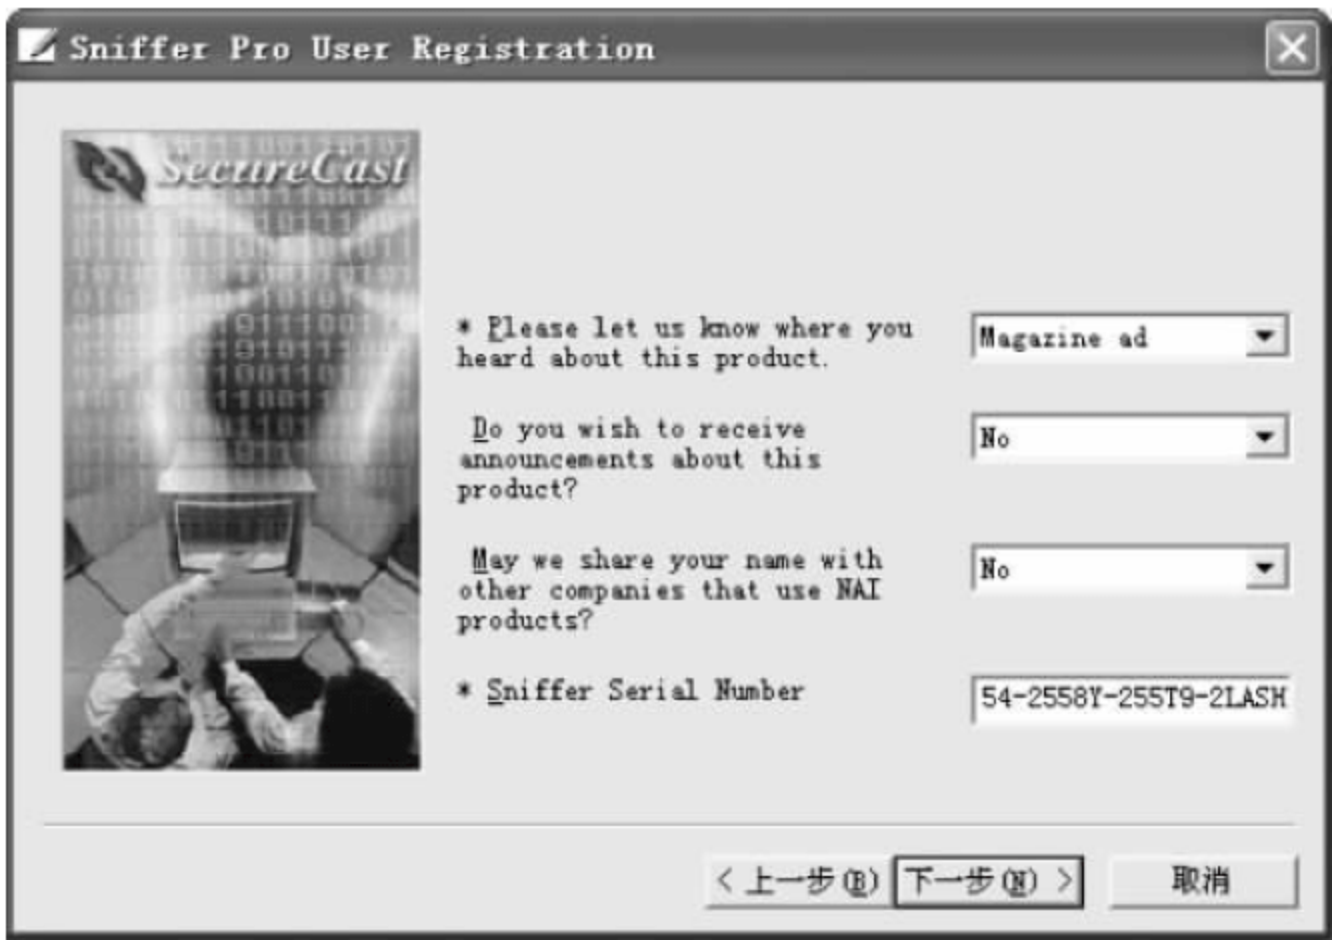 Sniffer Pro User Registration
SecureCast
* Please let us know where you
heard about this product.
Magazine ad
Do you wish to receive
announcements about this
product?
No
May we share your name with
other companies that use NAI
products?
No
* Sniffer Serial Number
54-2558Y-255T9-2LASH
< 上一步(B)
下一步(N) >
取消